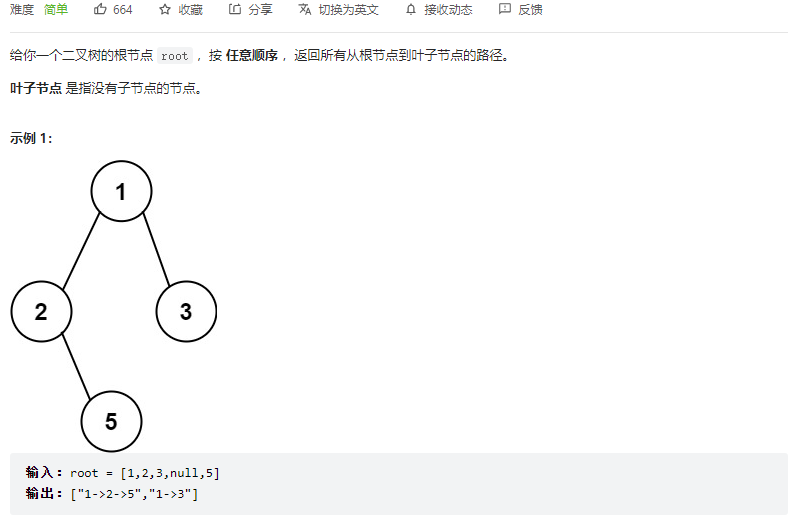 难度 简单 664 收藏 分享 切换为英文 接收动态 反馈
给你一个二叉树的根节点 root ，按 任意顺序 ，返回所有从根节点到叶子节点的路径。
叶子节点 是指没有子节点的节点。
示例 1：
1
2 3
5
输入：root = [1,2,3,null,5]
输出：["1->2->5","1->3"]